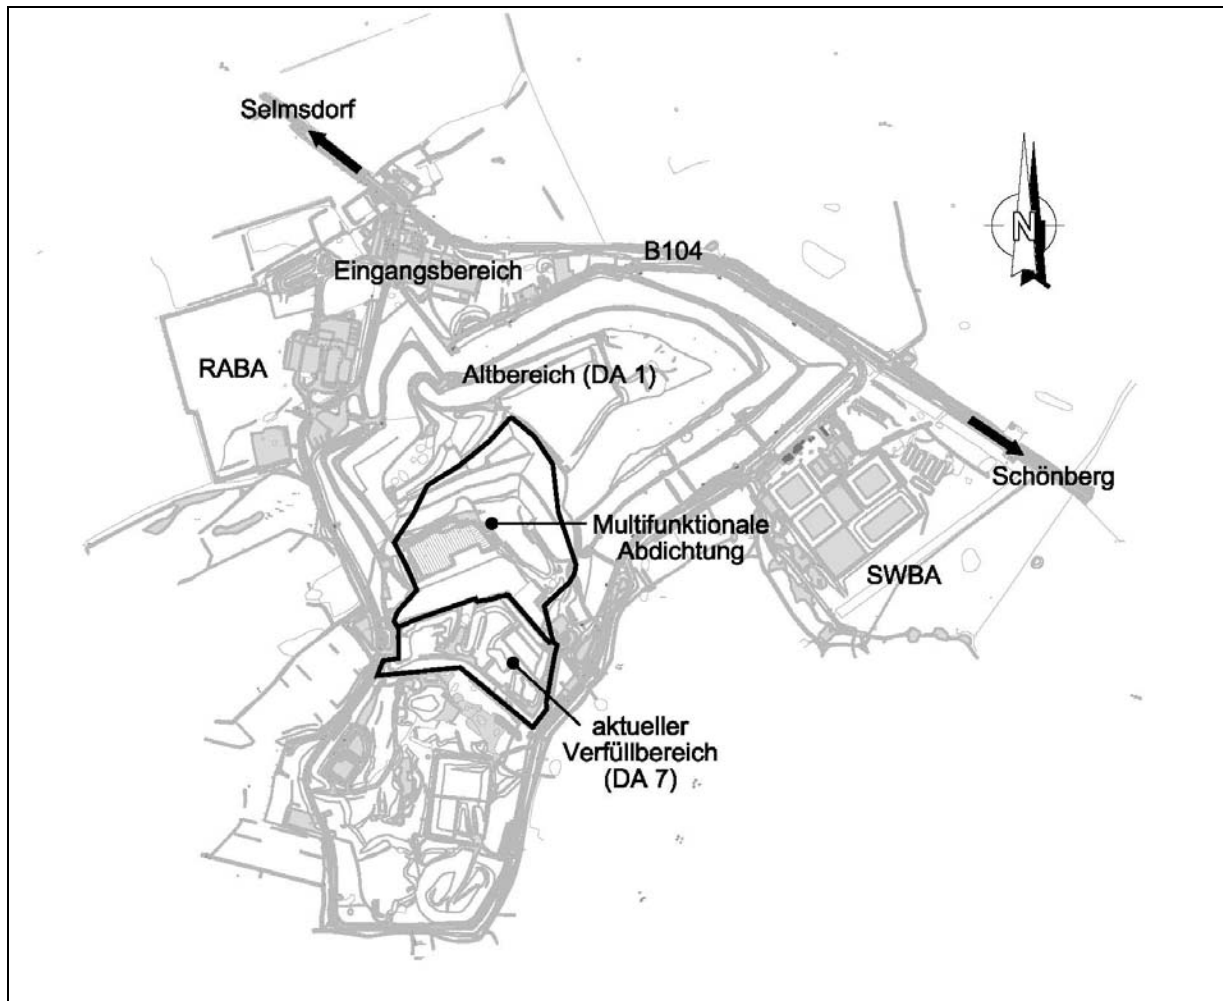 Selmsdorf
B104
N
Eingangsbereich
RABA
Altbereich (DA 1)
Schönberg
Multifunktionale
Abdichtung
SWBA
aktueller
Verfüllbereich
(DA 7)